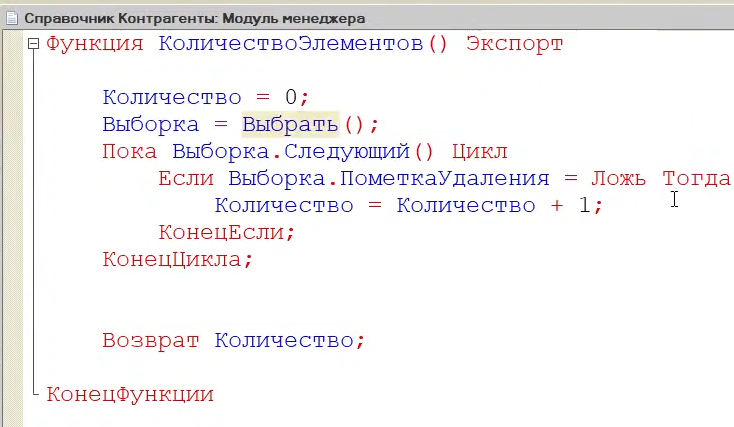 Справочник Контрагенты: Модуль менеджера
Функция КоличествоЭлементов() Экспорт
Количество = 0;
Выборка = Выбрать();
Пока Выборка.Следующий() Цикл
Если Выборка.ПометкаУдаления = Ложь Тогда
Количество = Количество + 1;
КонецЕсли;
КонецЦикла;
Возврат Количество;
КонецФункции